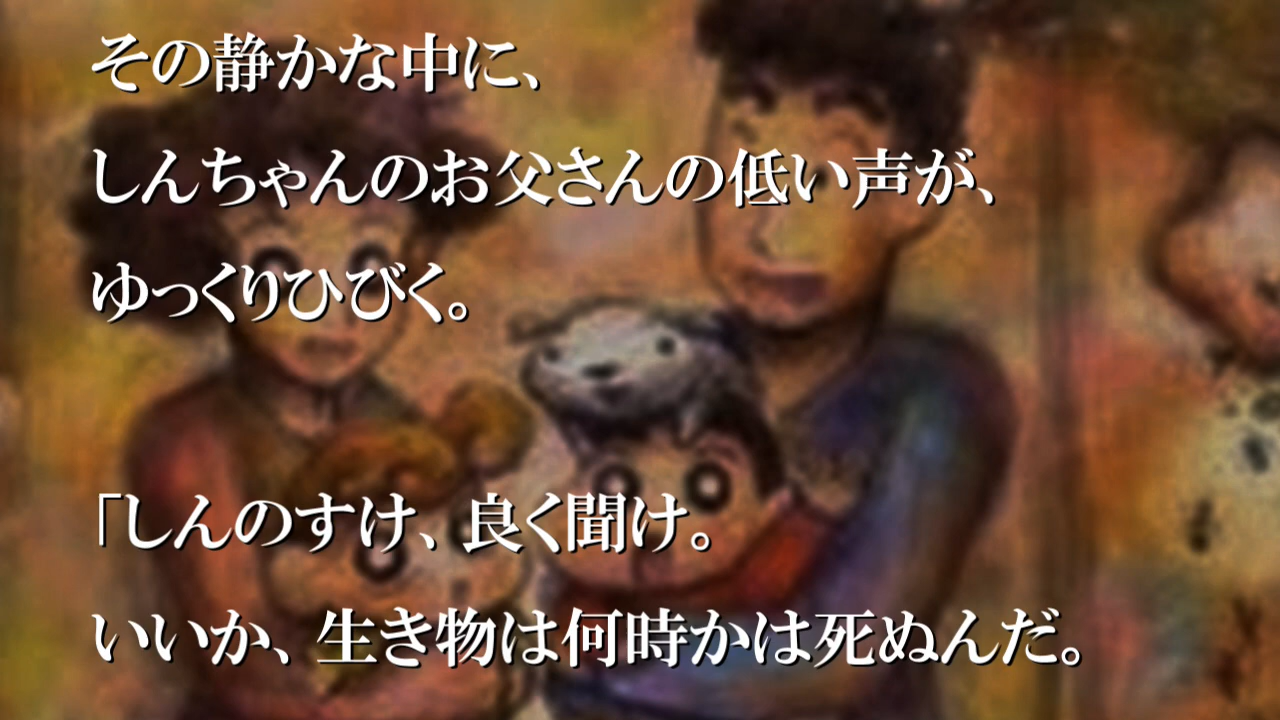 その静かな中に、
しんちゃんのお父さんの低い声が、
ゆっくりひびく。
「しんのすけ、良く聞け。
いいか、生き物は何時かは死ぬんだ。